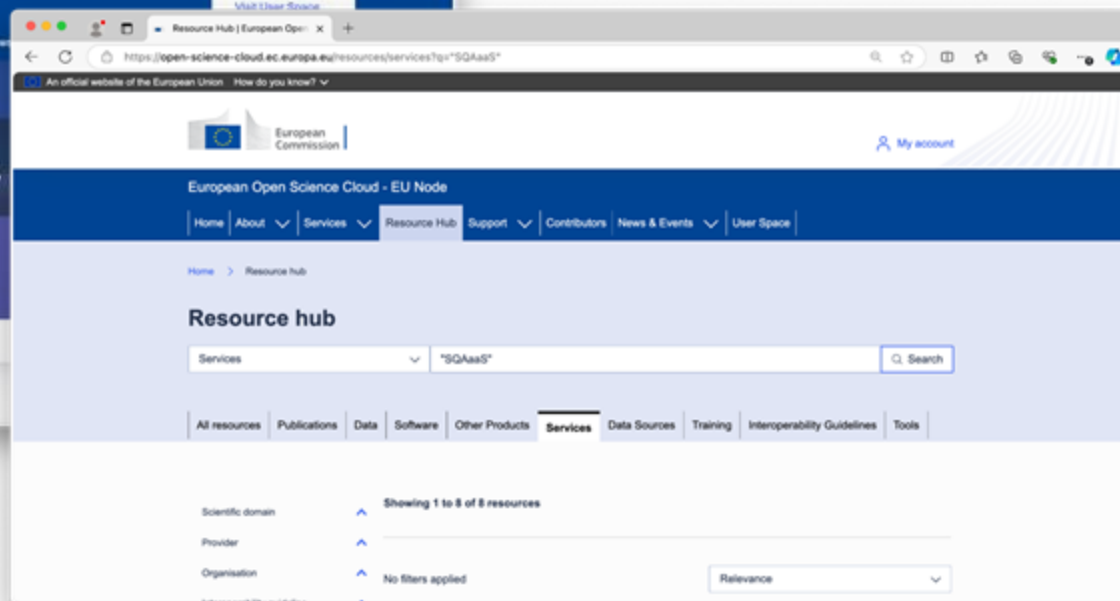 Visit User Space
Resource Hub | European Open
https://open-science-cloud.ec.europa.eu/resources/services?q="SQAaaS"
An official website of the European Union How do you know?
European
Commission
My account
European Open Science Cloud - EU Node
Home About Services Resource Hub Support Contributors News & Events User Space
Home Resource hub
Resource hub
Services "SQAaaS" Search
All resources Publications Data Software Other Products Services Data Sources Training Interoperability Guidelines Tools
Showing 1 to 8 of 8 resources
Scientific domain
Provider
Organisation
No filters applied Relevance